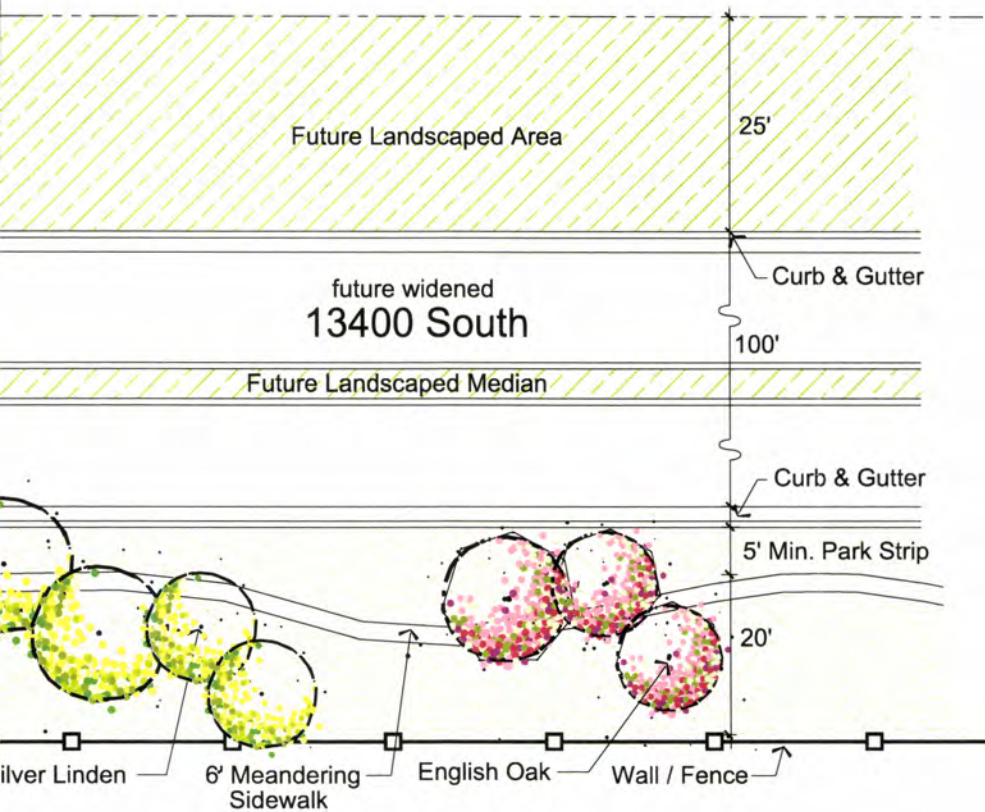 Future Landscaped Area
25'
Curb & Gutter
future widened
13400 South
100'
Future Landscaped Median
Curb & Gutter
5' Min. Park Strip
20'
ilver Linden
6' Meandering
Sidewalk
English Oak
Wall / Fence